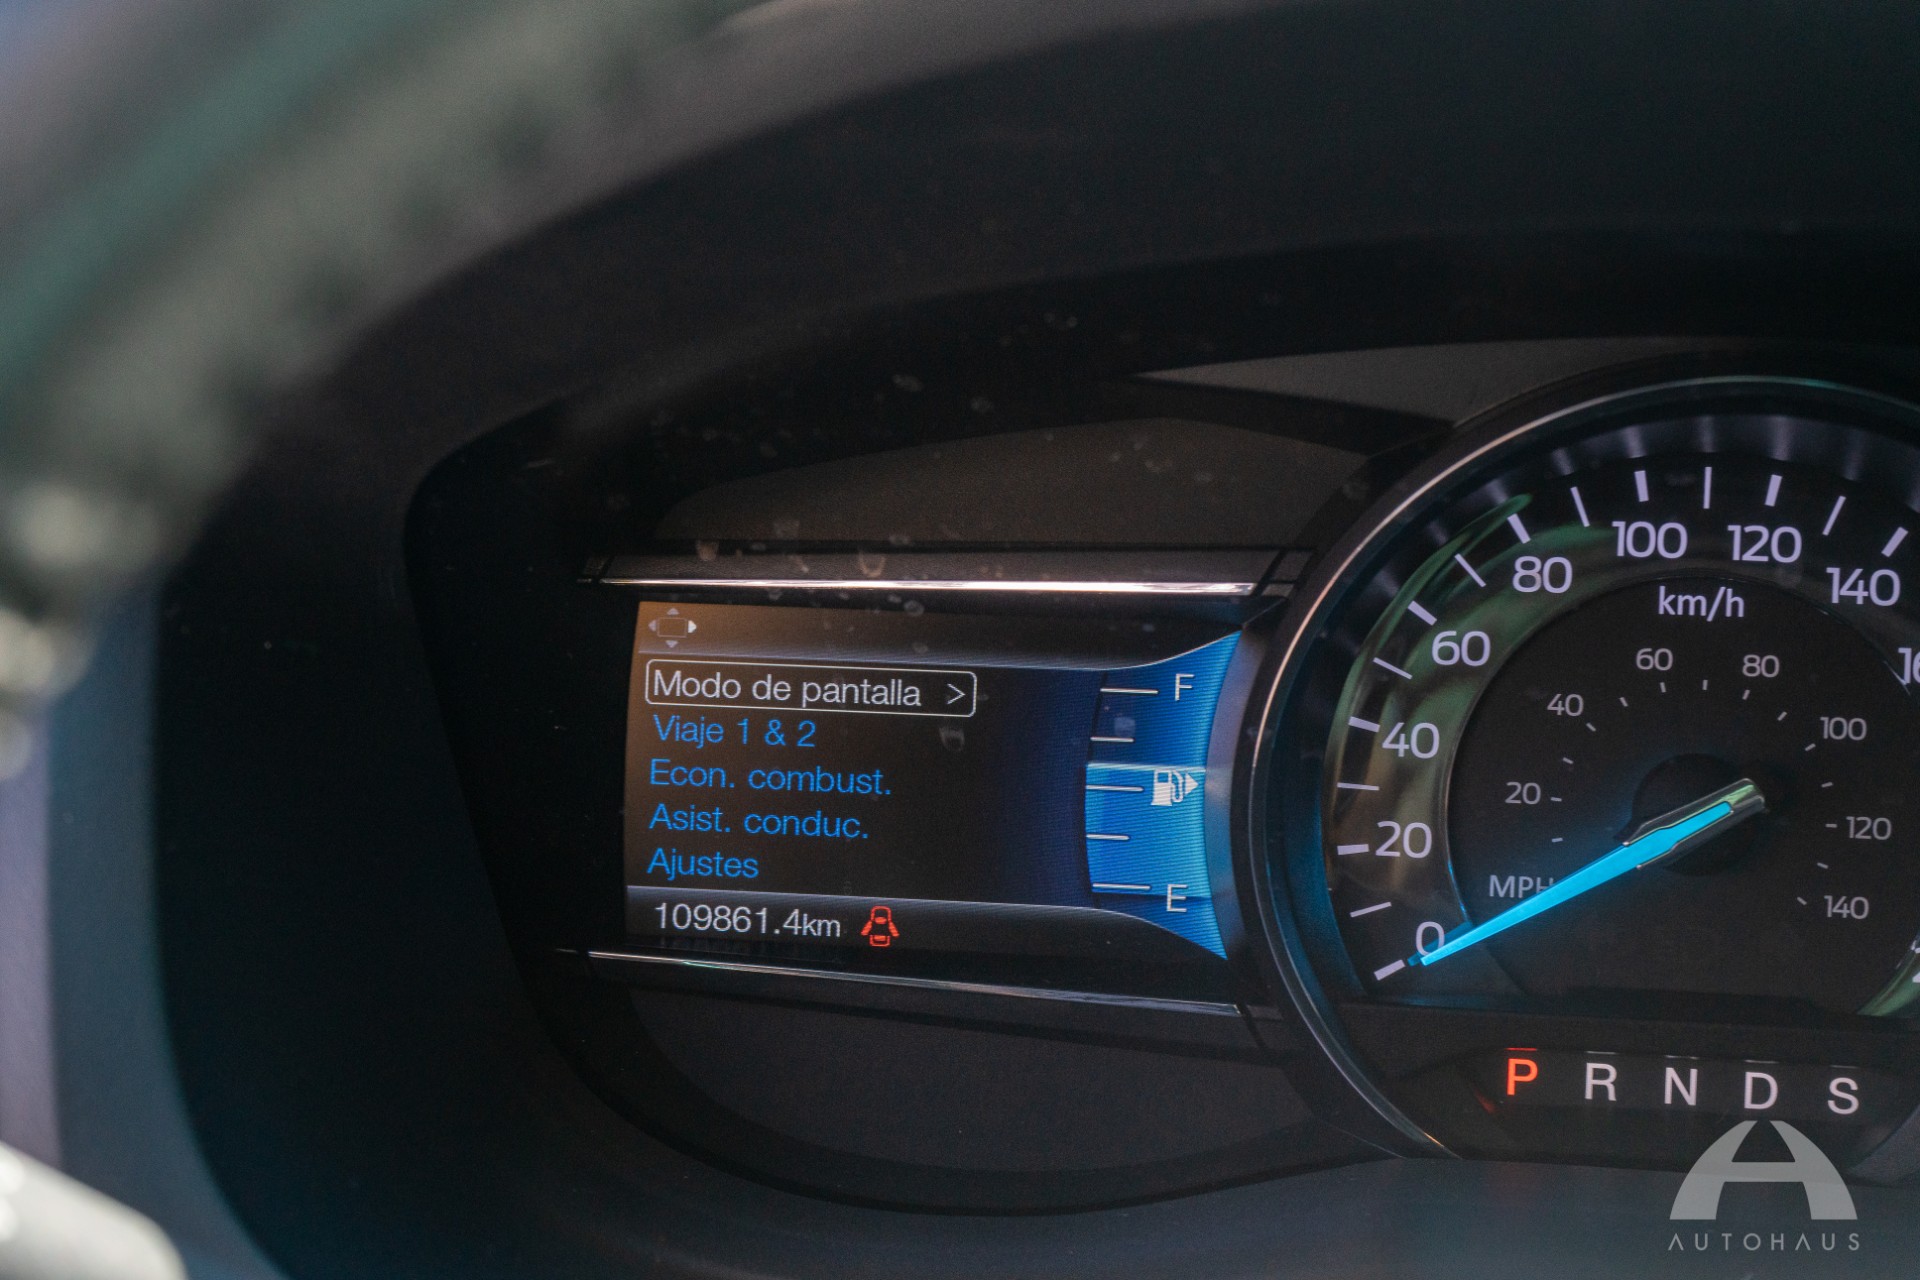 Modo de pantalla >
Viaje 1 & 2
Econ. combust.
Asist. conduc.
Ajustes
109861.4km
F
E
0
20
40
60
80
100
120
140
km/h
MPH
20
40
60
80
100
120
140
P R N D S
AUTOHAUS